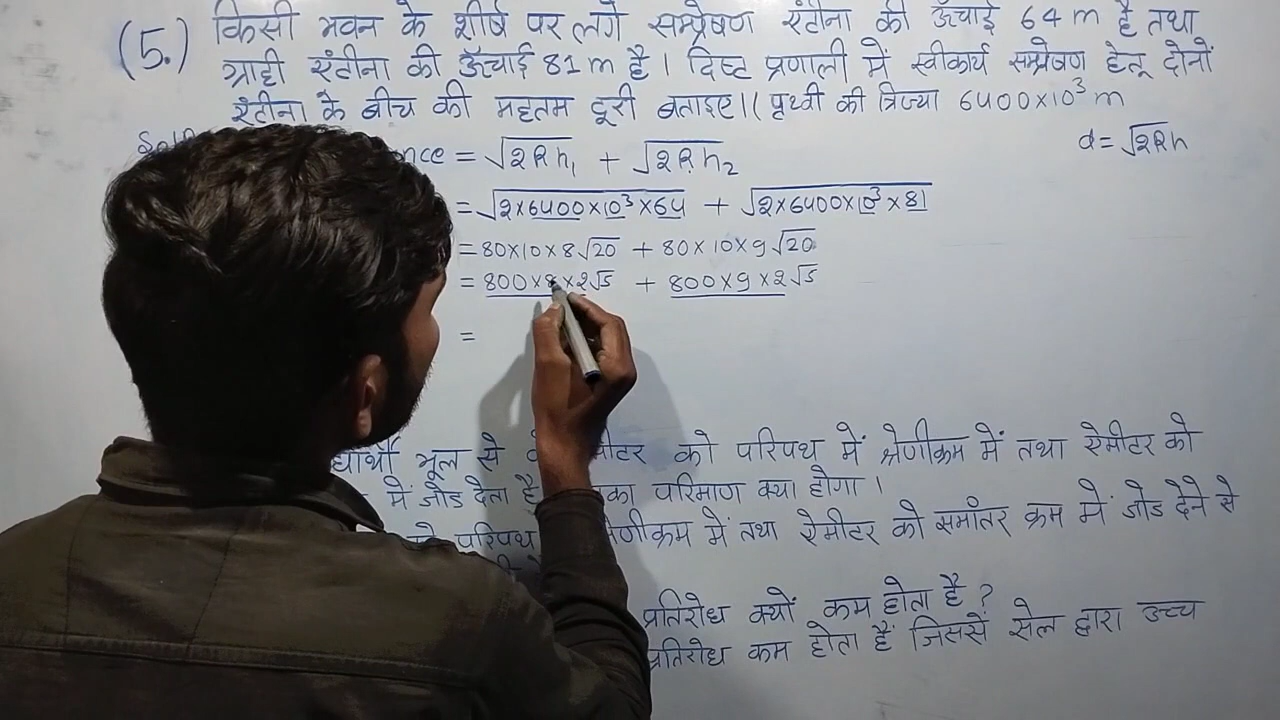 (5.) किसी भवन के शीर्ष पर लगे सम्प्रेषण एंटीना की ऊँचाई 64 m है तथा
ग्राही एंटीना की ऊँचाई 81 m है । दिष्ट प्रणाली में स्वीकार्य सम्प्रेषण हेतू दोनों
एंटीना के बीच की महत्तम दूरी बताइए।( पृथ्वी की त्रिज्या 6400×10³ m
= √2Rh₁ + √2Rh₂
d = √2Rh
= √2×6400×10³×64 + √2×6400×10³×81
= 80×10×8√20 + 80×10×9√20
= 800×8×2√5 + 800×9×2√5
=
भूल से को परिपथ में श्रेणीक्रम में तथा ऐमीटर को
में जोड देता है परिमाण क्या होगा ।
परिपथ में तथा ऐमीटर को समाँतर क्रम में जोड देने से
प्रतिरोध क्यों कम होता है ?
प्रतिरोध कम होता हैं जिससें सेल द्वारा उच्च